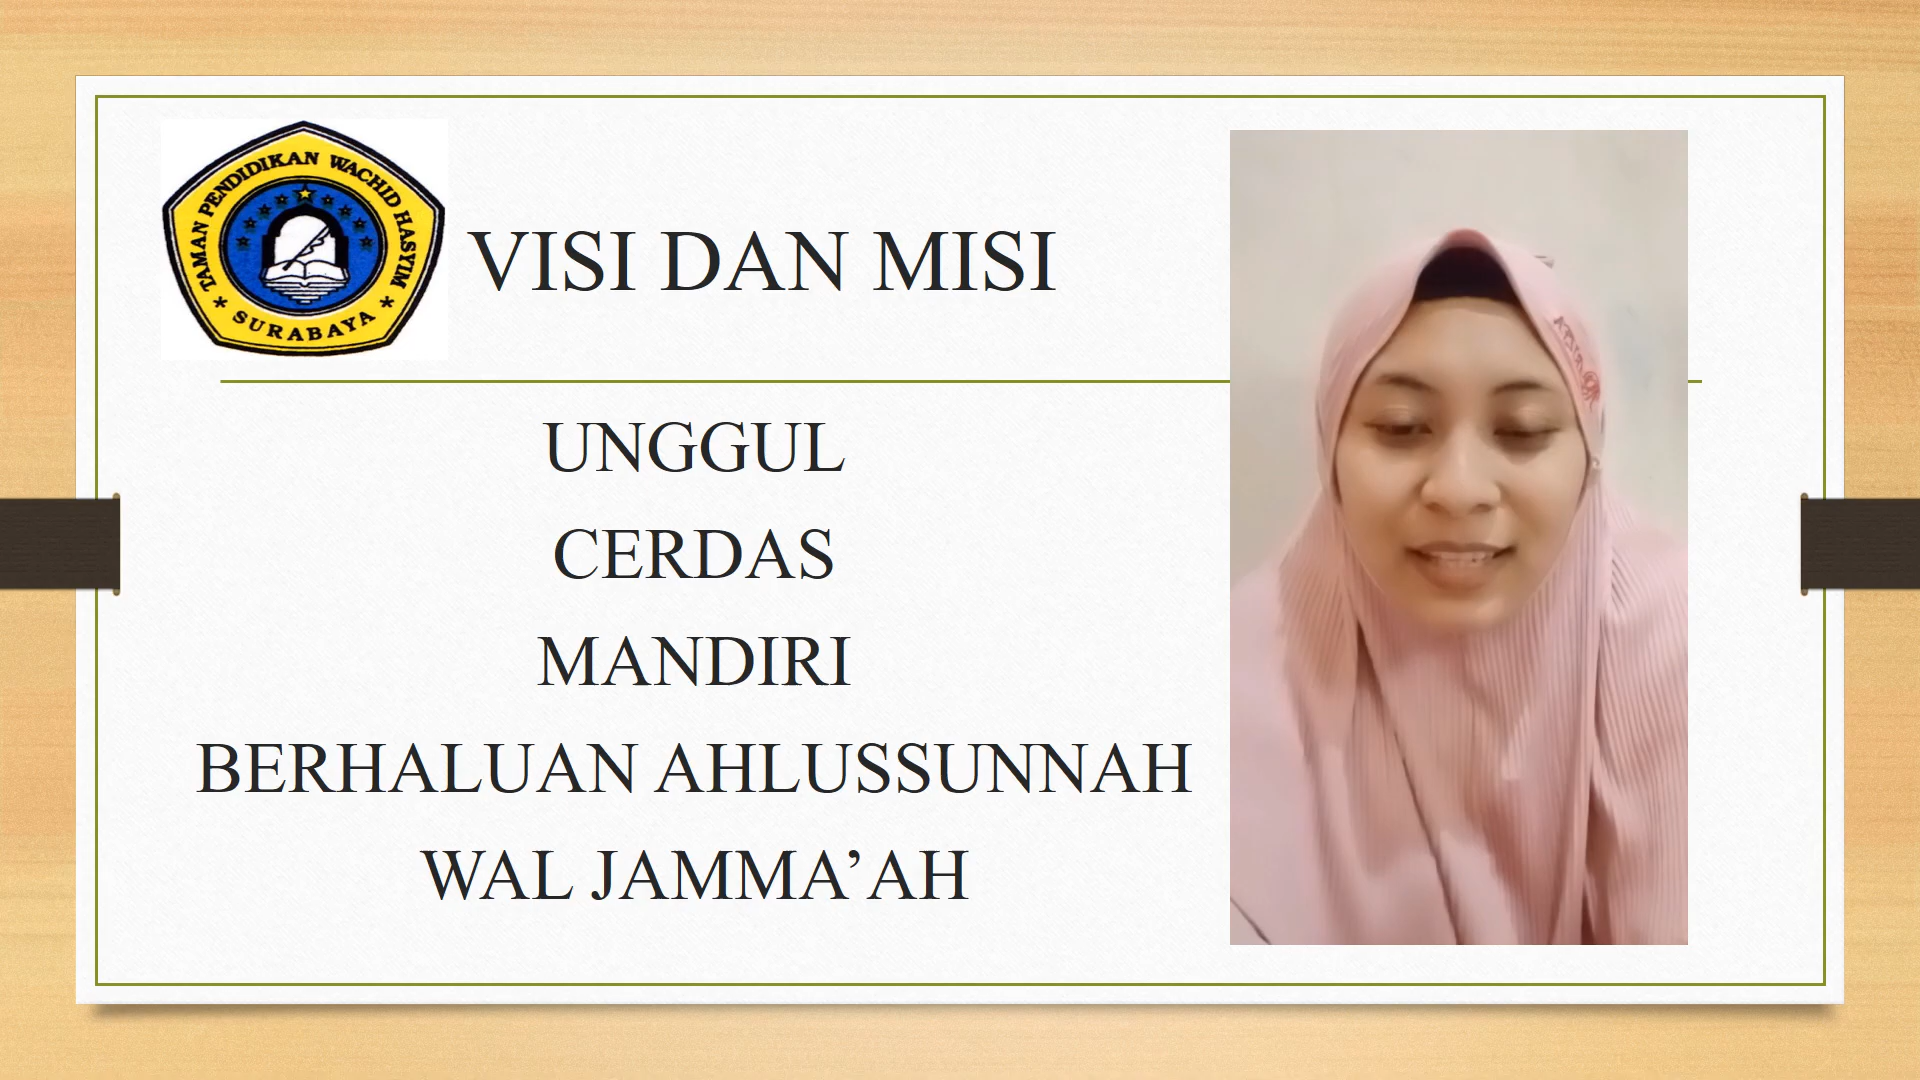 TAMAN PENDIDIKAN WACHID HASYIM
* SURABAYA *
VISI DAN MISI
UNGGUL
CERDAS
MANDIRI
BERHALUAN AHLUSSUNNAH
WAL JAMMA’AH